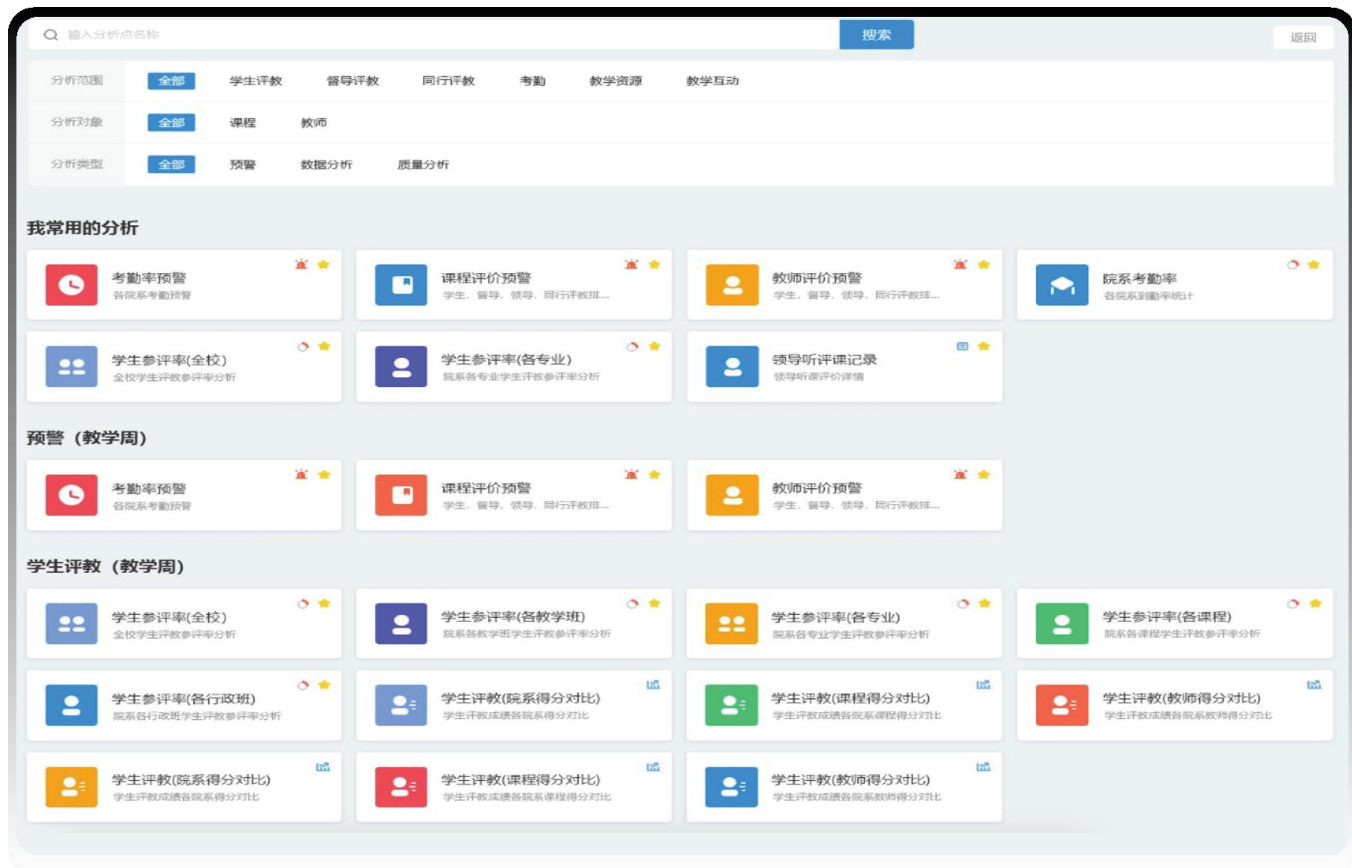 输入分析点名称
搜索
返回
分析范围 全部 学生评教 督导评教 同行评教 考勤 教学资源 教学互动
分析对象 全部 课程 教师
分析类型 全部 预警 数据分析 质量分析
我常用的分析
考勤率预警
各院系考勤预警
课程评价预警
学生、督导、领导、同行评教排...
教师评价预警
学生、督导、领导、同行评教排...
院系考勤率
各院系到勤率统计
学生参评率(全校)
全校学生评教参评率分析
学生参评率(各专业)
院系各专业学生评教参评率分析
领导听评课记录
领导听课评价详情
预警（教学周）
考勤率预警
各院系考勤预警
课程评价预警
学生、督导、领导、同行评教排...
教师评价预警
学生、督导、领导、同行评教排...
学生评教（教学周）
学生参评率(全校)
全校学生评教参评率分析
学生参评率(各教学班)
院系各教学班学生评教参评率分析
学生参评率(各专业)
院系各专业学生评教参评率分析
学生参评率(各课程)
院系各课程学生评教参评率分析
学生参评率(各行政班)
院系各行政班学生评教参评率分析
学生评教(院系得分对比)
学生评教成绩各院系得分对比
学生评教(课程得分对比)
学生评教成绩各院系课程得分对比
学生评教(教师得分对比)
学生评教成绩各院系教师得分对比
学生评教(院系得分对比)
学生评教成绩各院系得分对比
学生评教(课程得分对比)
学生评教成绩各院系课程得分对比
学生评教(教师得分对比)
学生评教成绩各院系教师得分对比